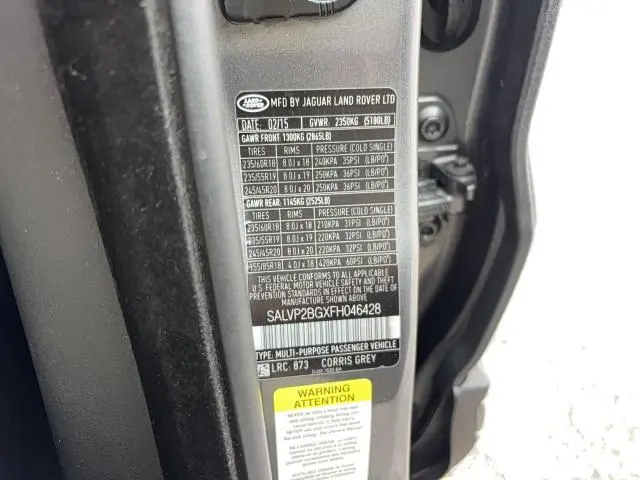 LAND ROVER MFD BY JAGUAR LAND ROVER LTD
DATE: 02/15 GVWR. 2350KG (5180LB)
GAWR FRONT: 1300KG (2865LB)
TIRES RIMS PRESSURE (COLD SINGLE)
235/60R18 8.0J x 18 240KPA 35PSI (LB/PO²)
235/55R19 8.0J x 19 250KPA 36PSI (LB/PO²)
245/45R20 8.0J x 20 250KPA 36PSI (LB/PO²)
GAWR REAR: 1145KG (2525LB)
TIRES RIMS PRESSURE (COLD SINGLE)
235/60R18 8.0J x 18 210KPA 31PSI (LB/PO²)
235/55R19 8.0J x 19 220KPA 32PSI (LB/PO²)
245/45R20 8.0J x 20 220KPA 32PSI (LB/PO²)
155/85R18 4.0J x 18 420KPA 60PSI (LB/PO²)
THIS VEHICLE CONFORMS TO ALL APPLICABLE
U.S. FEDERAL MOTOR VEHICLE SAFETY AND THEFT
PREVENTION STANDARDS IN EFFECT ON THE DATE OF
MANUFACTURE SHOWN ABOVE.
SALVP2BGXFH046428
TYPE: MULTI-PURPOSE PASSENGER VEHICLE
LRC: 873 CORRIS GREY
WARNING
ATTENTION